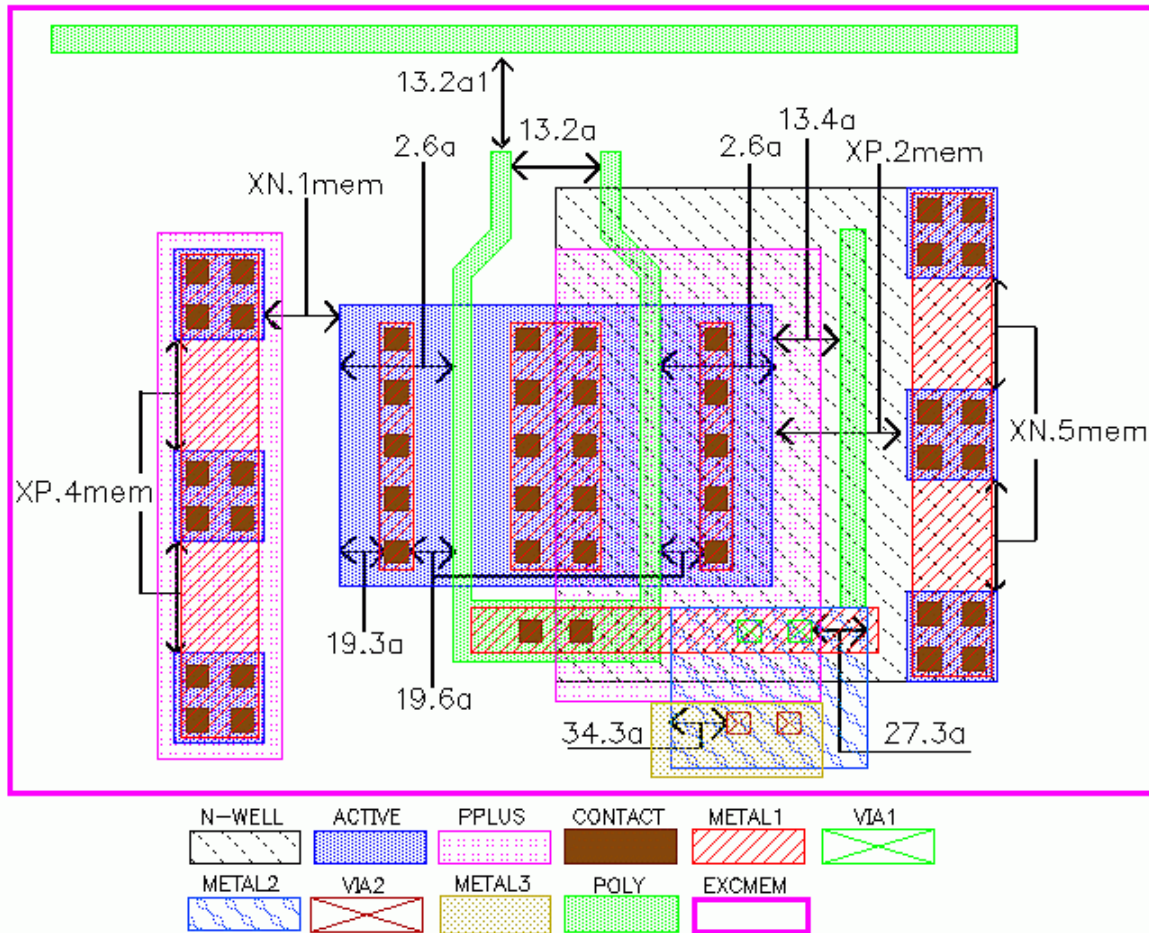 13.2a1
13.2a
13.4a
2.6a
2.6a
XP.2mem
XN.1mem
XN.5mem
XP.4mem
19.3a
19.6a
34.3a
27.3a
N-WELL ACTIVE PPLUS CONTACT METAL1 VIA1
METAL2 VIA2 METAL3 POLY EXCMEM